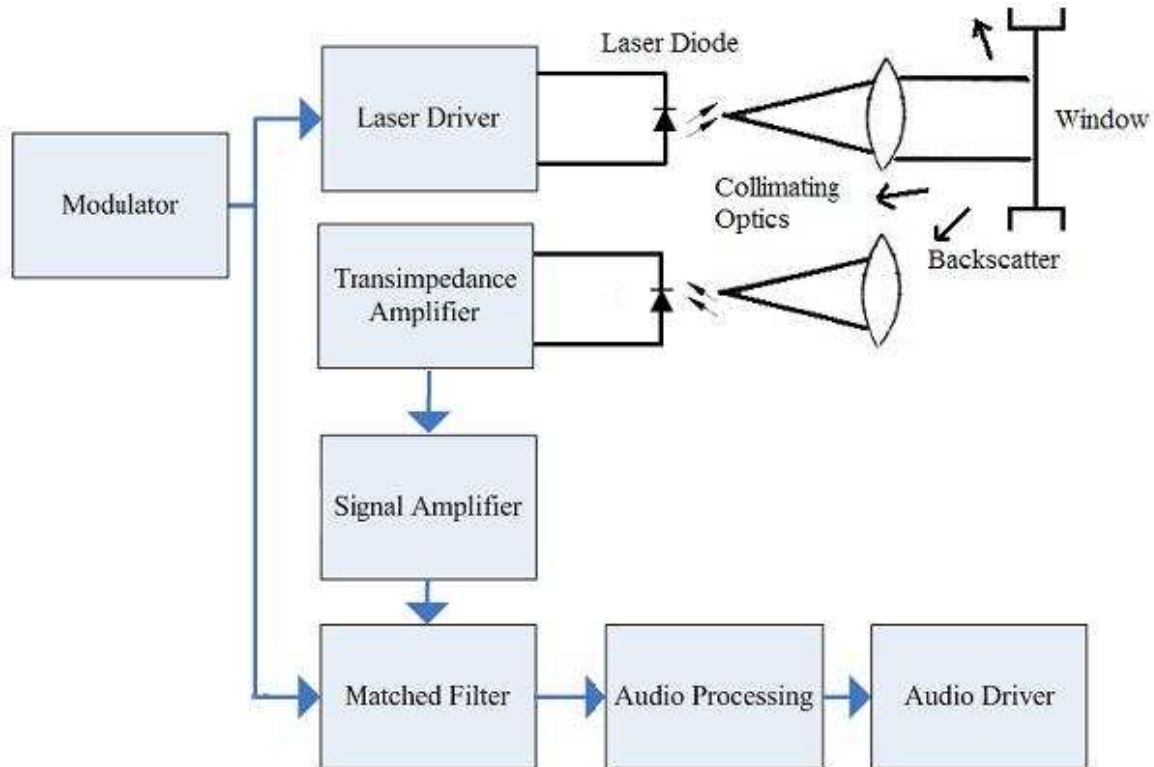 Laser Diode
Laser Driver
Window
Modulator
Collimating
Optics
Backscatter
Transimpedance
Amplifier
Signal Amplifier
Matched Filter
Audio Processing
Audio Driver